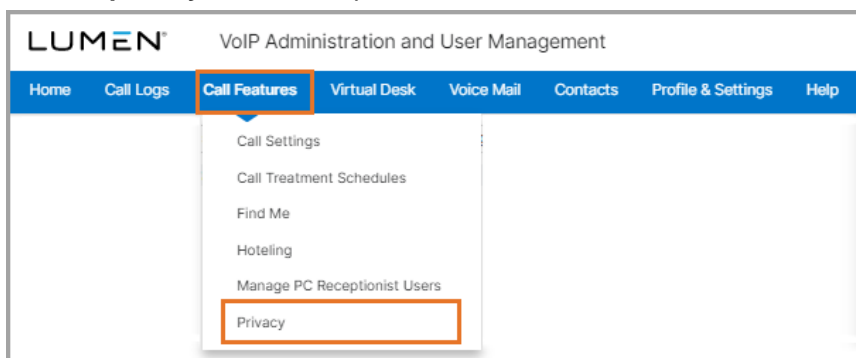 LUMEN® VoIP Administration and User Management
Home Call Logs Call Features Virtual Desk Voice Mail Contacts Profile & Settings Help
Call Settings
Call Treatment Schedules
Find Me
Hoteling
Manage PC Receptionist Users
Privacy